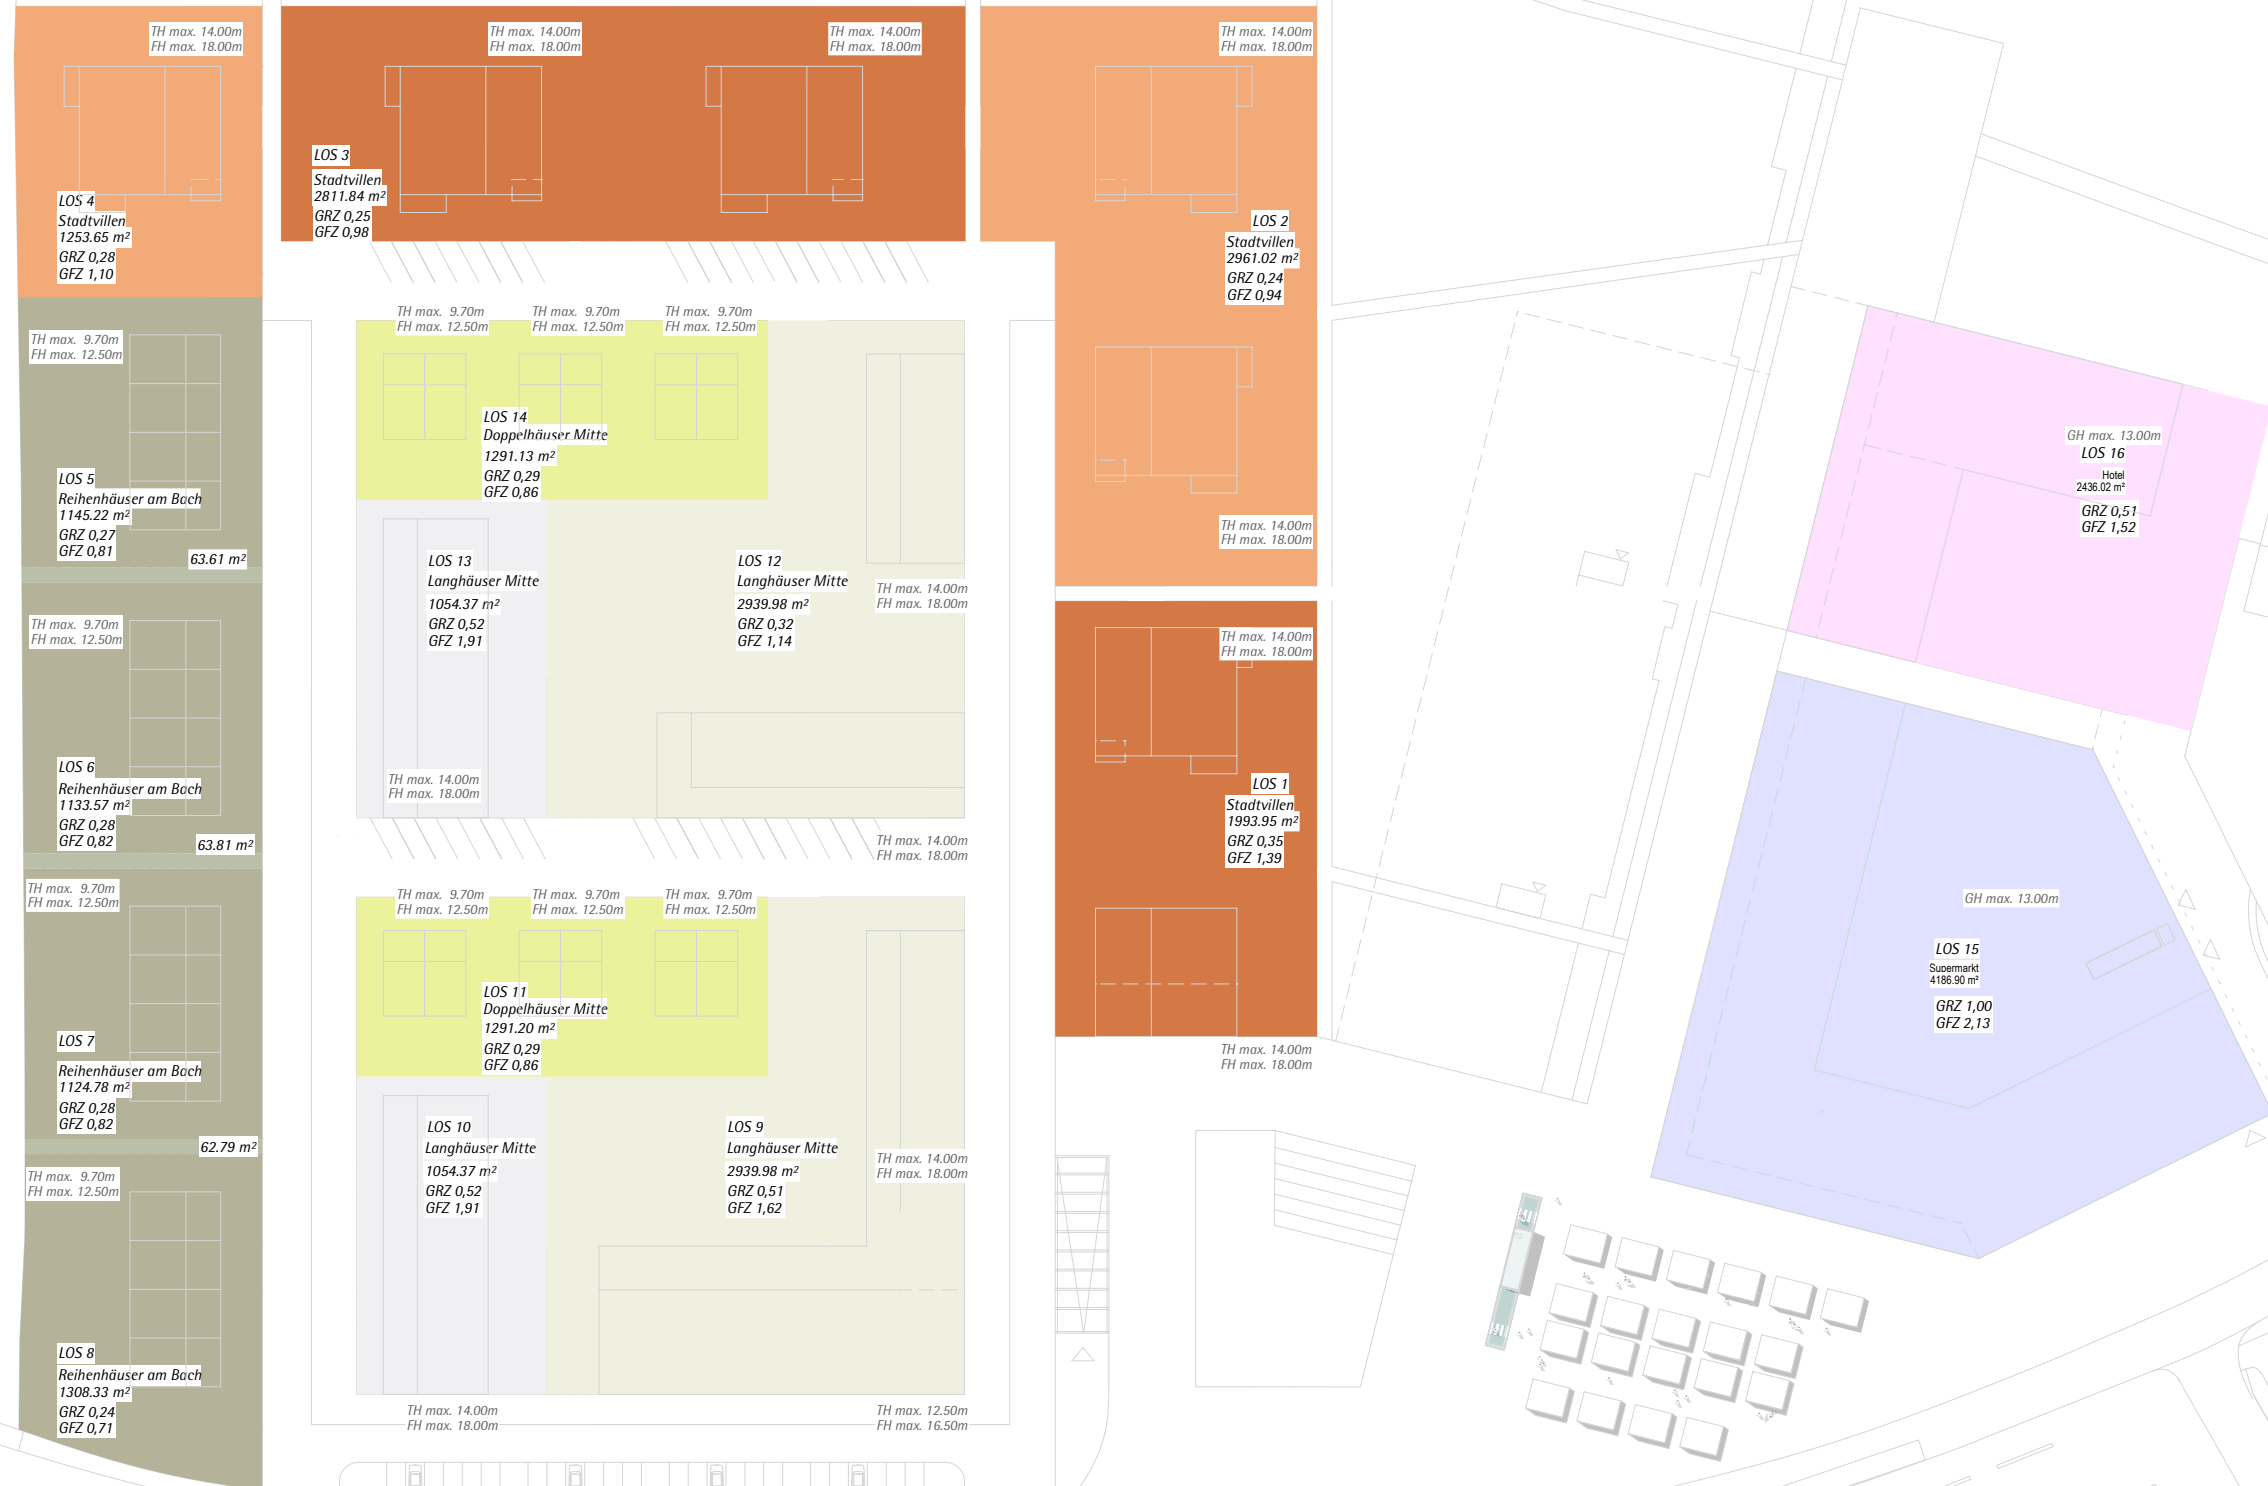 TH max. 14.00m
FH max. 18.00m
TH max. 14.00m
FH max. 18.00m
TH max. 14.00m
FH max. 18.00m
TH max. 14.00m
FH max. 18.00m
LOS 4
Stadtvillen
1253.65 m²
GRZ 0,28
GFZ 1,10
LOS 3
Stadtvillen
2811.84 m²
GRZ 0,25
GFZ 0,98
LOS 2
Stadtvillen
2961.02 m²
GRZ 0,24
GFZ 0,94
TH max. 14.00m
FH max. 18.00m
TH max. 9.70m
FH max. 12.50m
LOS 5
Reihenhäuser am Bach
1145.22 m²
GRZ 0,27
GFZ 0,81
63.61 m²
TH max. 9.70m
FH max. 12.50m
TH max. 9.70m
FH max. 12.50m
TH max. 9.70m
FH max. 12.50m
LOS 14
Doppelhäuser Mitte
1291.13 m²
GRZ 0,29
GFZ 0,86
LOS 13
Langhäuser Mitte
1054.37 m²
GRZ 0,52
GFZ 1,91
TH max. 14.00m
FH max. 18.00m
LOS 12
Langhäuser Mitte
2939.98 m²
GRZ 0,32
GFZ 1,14
TH max. 14.00m
FH max. 18.00m
TH max. 14.00m
FH max. 18.00m
GH max. 13.00m
LOS 16
Hotel
2436.02 m²
GRZ 0,51
GFZ 1,52
TH max. 9.70m
FH max. 12.50m
LOS 6
Reihenhäuser am Bach
1133.57 m²
GRZ 0,28
GFZ 0,82
63.81 m²
TH max. 14.00m
FH max. 18.00m
LOS 1
Stadtvillen
1993.95 m²
GRZ 0,35
GFZ 1,39
TH max. 14.00m
FH max. 18.00m
GH max. 13.00m
LOS 15
Supermarkt
4186.90 m²
GRZ 1,00
GFZ 2,13
TH max. 9.70m
FH max. 12.50m
LOS 7
Reihenhäuser am Bach
1124.78 m²
GRZ 0,28
GFZ 0,82
62.79 m²
TH max. 9.70m
FH max. 12.50m
TH max. 9.70m
FH max. 12.50m
TH max. 9.70m
FH max. 12.50m
LOS 11
Doppelhäuser Mitte
1291.20 m²
GRZ 0,29
GFZ 0,86
LOS 10
Langhäuser Mitte
1054.37 m²
GRZ 0,52
GFZ 1,91
LOS 9
Langhäuser Mitte
2939.98 m²
GRZ 0,51
GFZ 1,62
TH max. 14.00m
FH max. 18.00m
TH max. 9.70m
FH max. 12.50m
LOS 8
Reihenhäuser am Bach
1308.33 m²
GRZ 0,24
GFZ 0,71
TH max. 14.00m
FH max. 18.00m
TH max. 12.50m
FH max. 16.50m